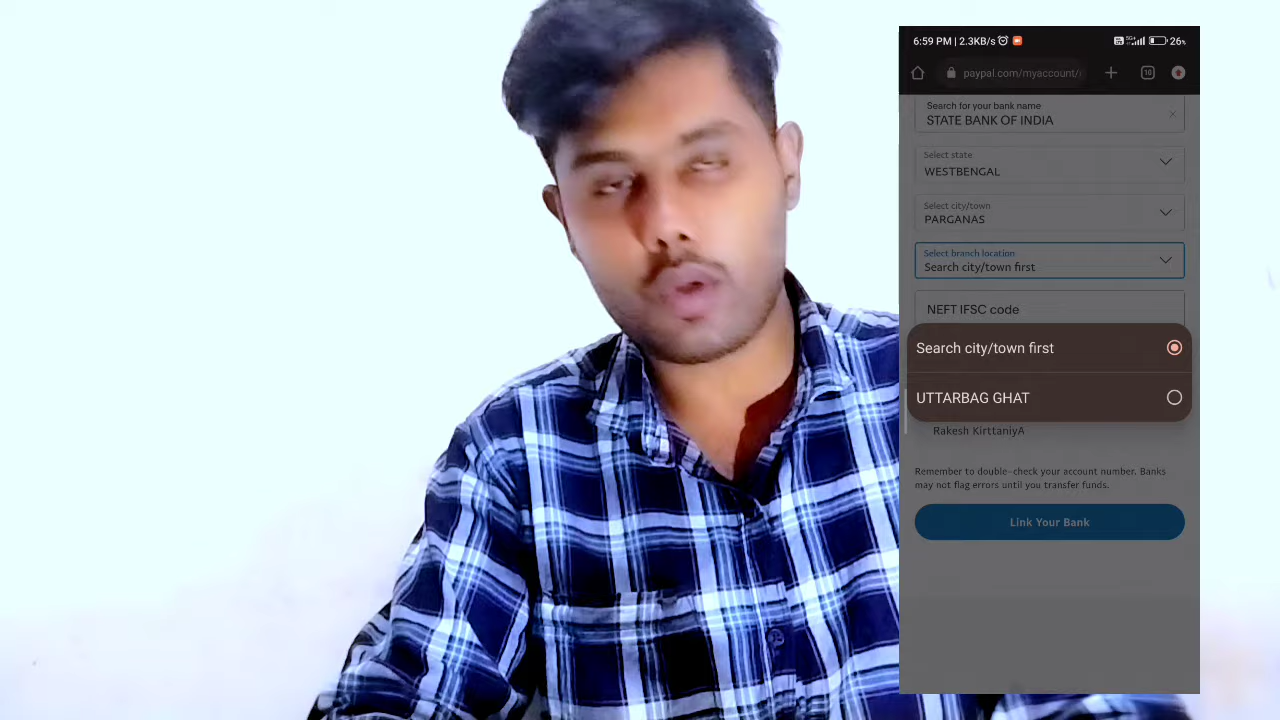 6:59 PM | 2.3KB/s
26%
paypal.com/myaccount/
Search for your bank name
STATE BANK OF INDIA
Select state
WESTBENGAL
Select city/town
PARGANAS
Select branch location
Search city/town first
NEFT IFSC code
Search city/town first
UTTARBAG GHAT
Rakesh KirttaniyA
Remember to double-check your account number. Banks
may not flag errors until you transfer funds.
Link Your Bank